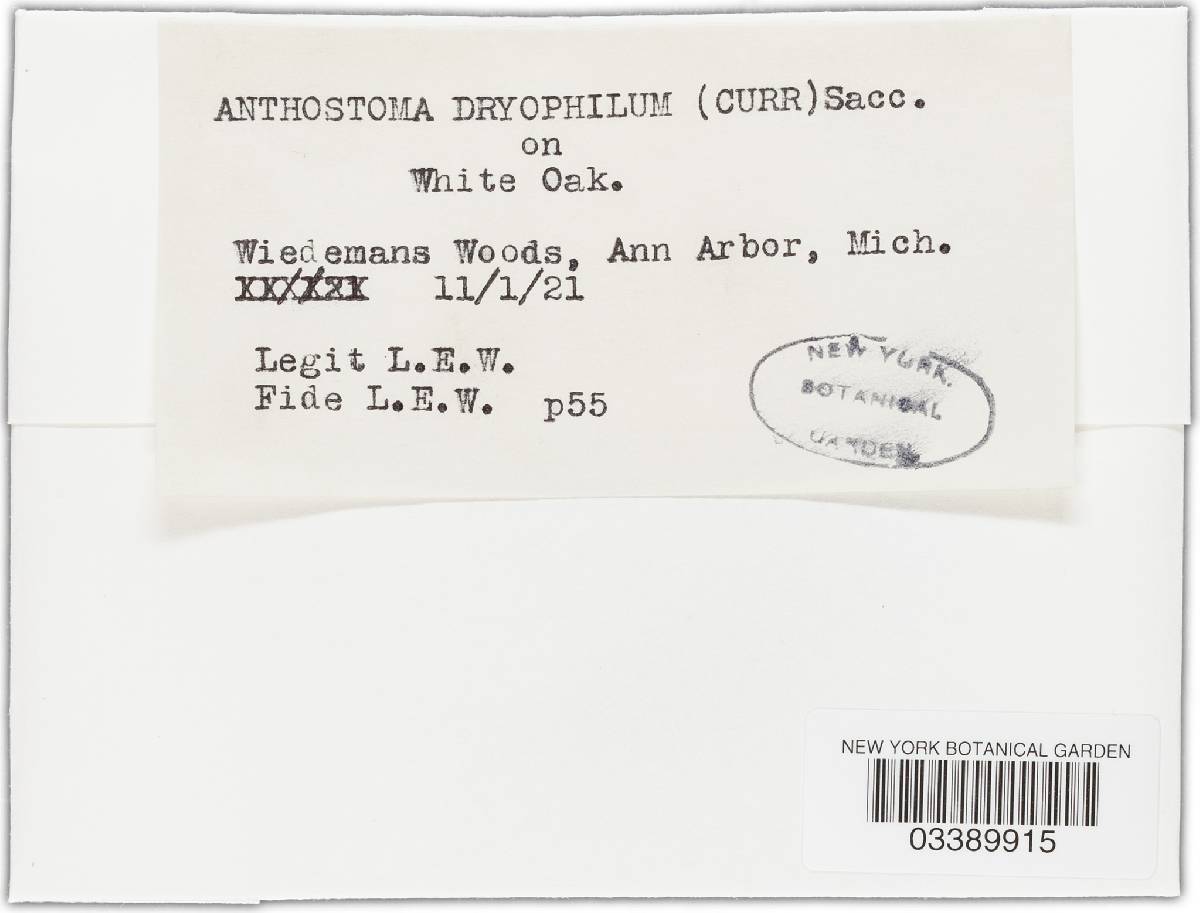 ANTHOSTOMA DRYOPHILUM (CURR)Sacc.
on
White Oak.
Wiedemans Woods, Ann Arbor, Mich.
11/1/21
Legit L.E.W.
Fide L.E.W. p55
NEW YORK
BOTANICAL
GARDEN
NEW YORK BOTANICAL GARDEN
03389915